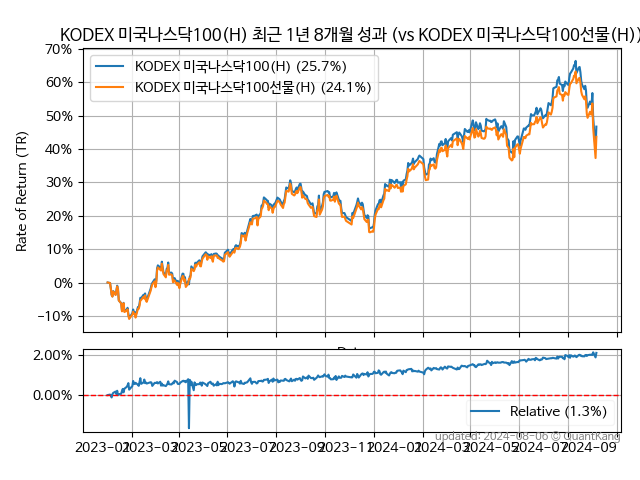 KODEX 미국나스닥100(H) 최근 1년 8개월 성과 (vs KODEX 미국나스닥100선물(H))
70%
60%
50%
40%
30%
20%
10%
0%
−10%
Rate of Return (TR)
KODEX 미국나스닥100(H) (25.7%)
KODEX 미국나스닥100선물(H) (24.1%)
2.00%
0.00%
Relative (1.3%)
updated: 2024-08-06 © QuantKang
2023-01 2023-03 2023-05 2023-07 2023-09 2023-11 2024-01 2024-03 2024-05 2024-07 2024-09